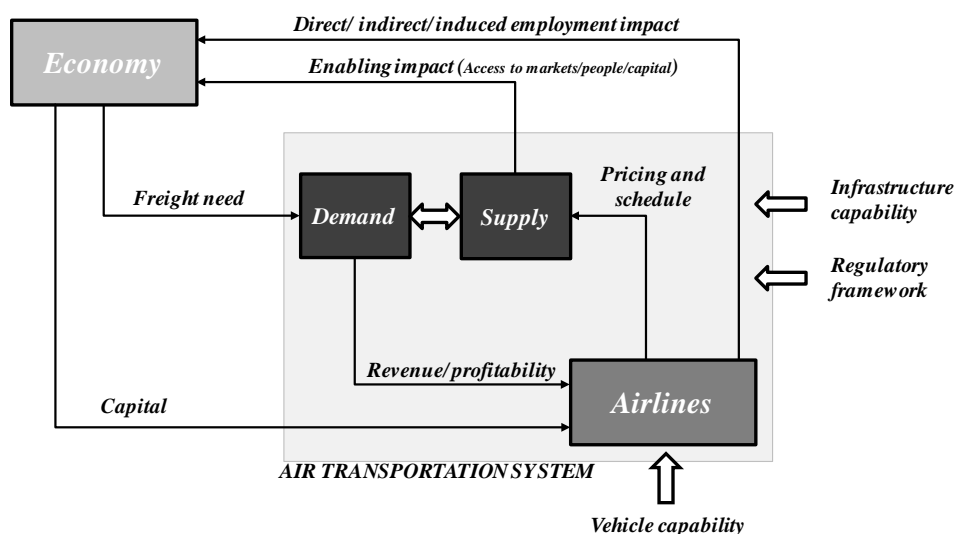 Direct/ indirect/induced employment impact
Economy
Enabling impact (Access to markets/people/capital)
Pricing and
schedule
Infrastructure
capability
Freight need
Demand
Supply
Regulatory
framework
Revenue/profitability
Capital
Airlines
AIR TRANSPORTATION SYSTEM
Vehicle capability